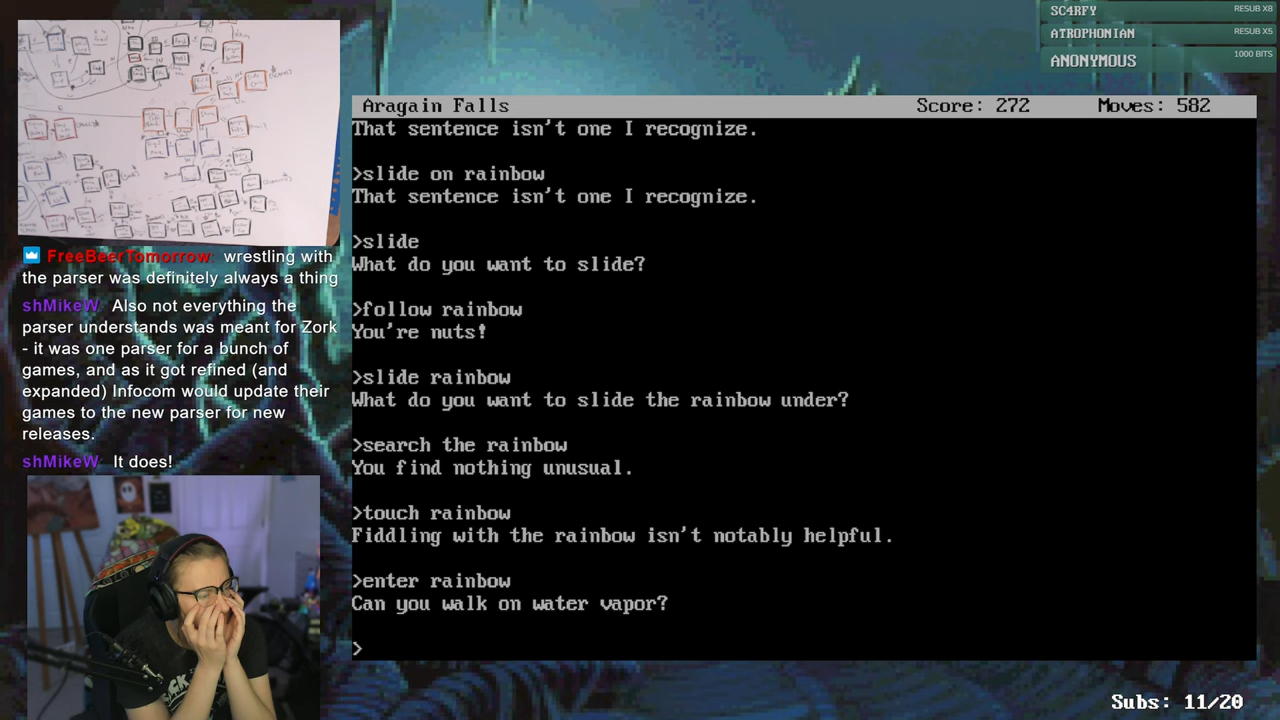 SC4RFY RESUB X8
ATROPHONIAN RESUB X5
ANONYMOUS 1000 BITS
Aragain Falls Score: 272 Moves: 582
That sentence isn't one I recognize.
>slide on rainbow
That sentence isn't one I recognize.
>slide
What do you want to slide?
>follow rainbow
You're nuts!
>slide rainbow
What do you want to slide the rainbow under?
>search the rainbow
You find nothing unusual.
>touch rainbow
Fiddling with the rainbow isn't notably helpful.
>enter rainbow
Can you walk on water vapor?
>
FreeBeerTomorrow: wrestling with
the parser was definitely always a thing
shMikeW: Also not everything the
parser understands was meant for Zork
- it was one parser for a bunch of
games, and as it got refined (and
expanded) Infocom would update their
games to the new parser for new
releases.
shMikeW: It does!
Subs: 11/20